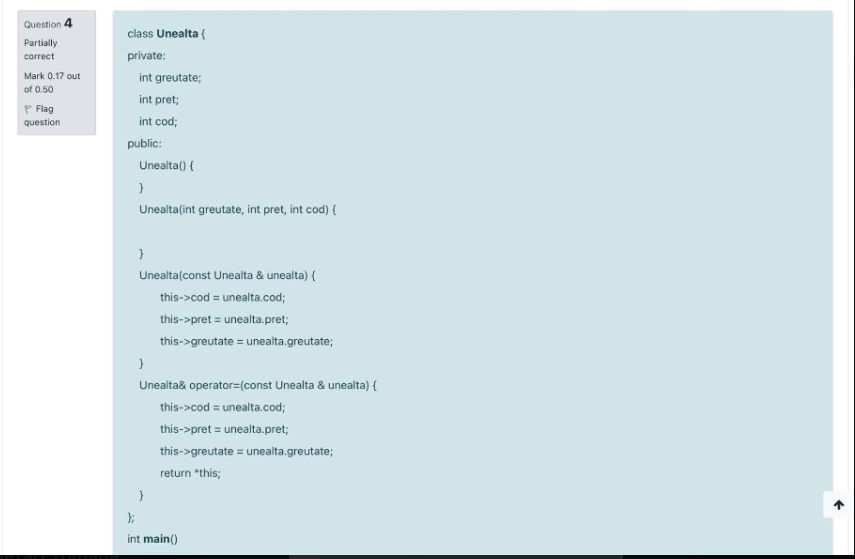 Question 4
Partially
correct
Mark 0.17 out
of 0.50
Flag
question
class Unealta {
private:
int greutate;
int pret;
int cod;
public:
Unealta() {
}
Unealta(int greutate, int pret, int cod) {
}
Unealta(const Unealta & unealta) {
this->cod = unealta.cod;
this->pret = unealta.pret;
this->greutate = unealta.greutate;
}
Unealta& operator=(const Unealta & unealta) {
this->cod = unealta.cod;
this->pret = unealta.pret;
this->greutate = unealta.greutate;
return *this;
}
};
int main()